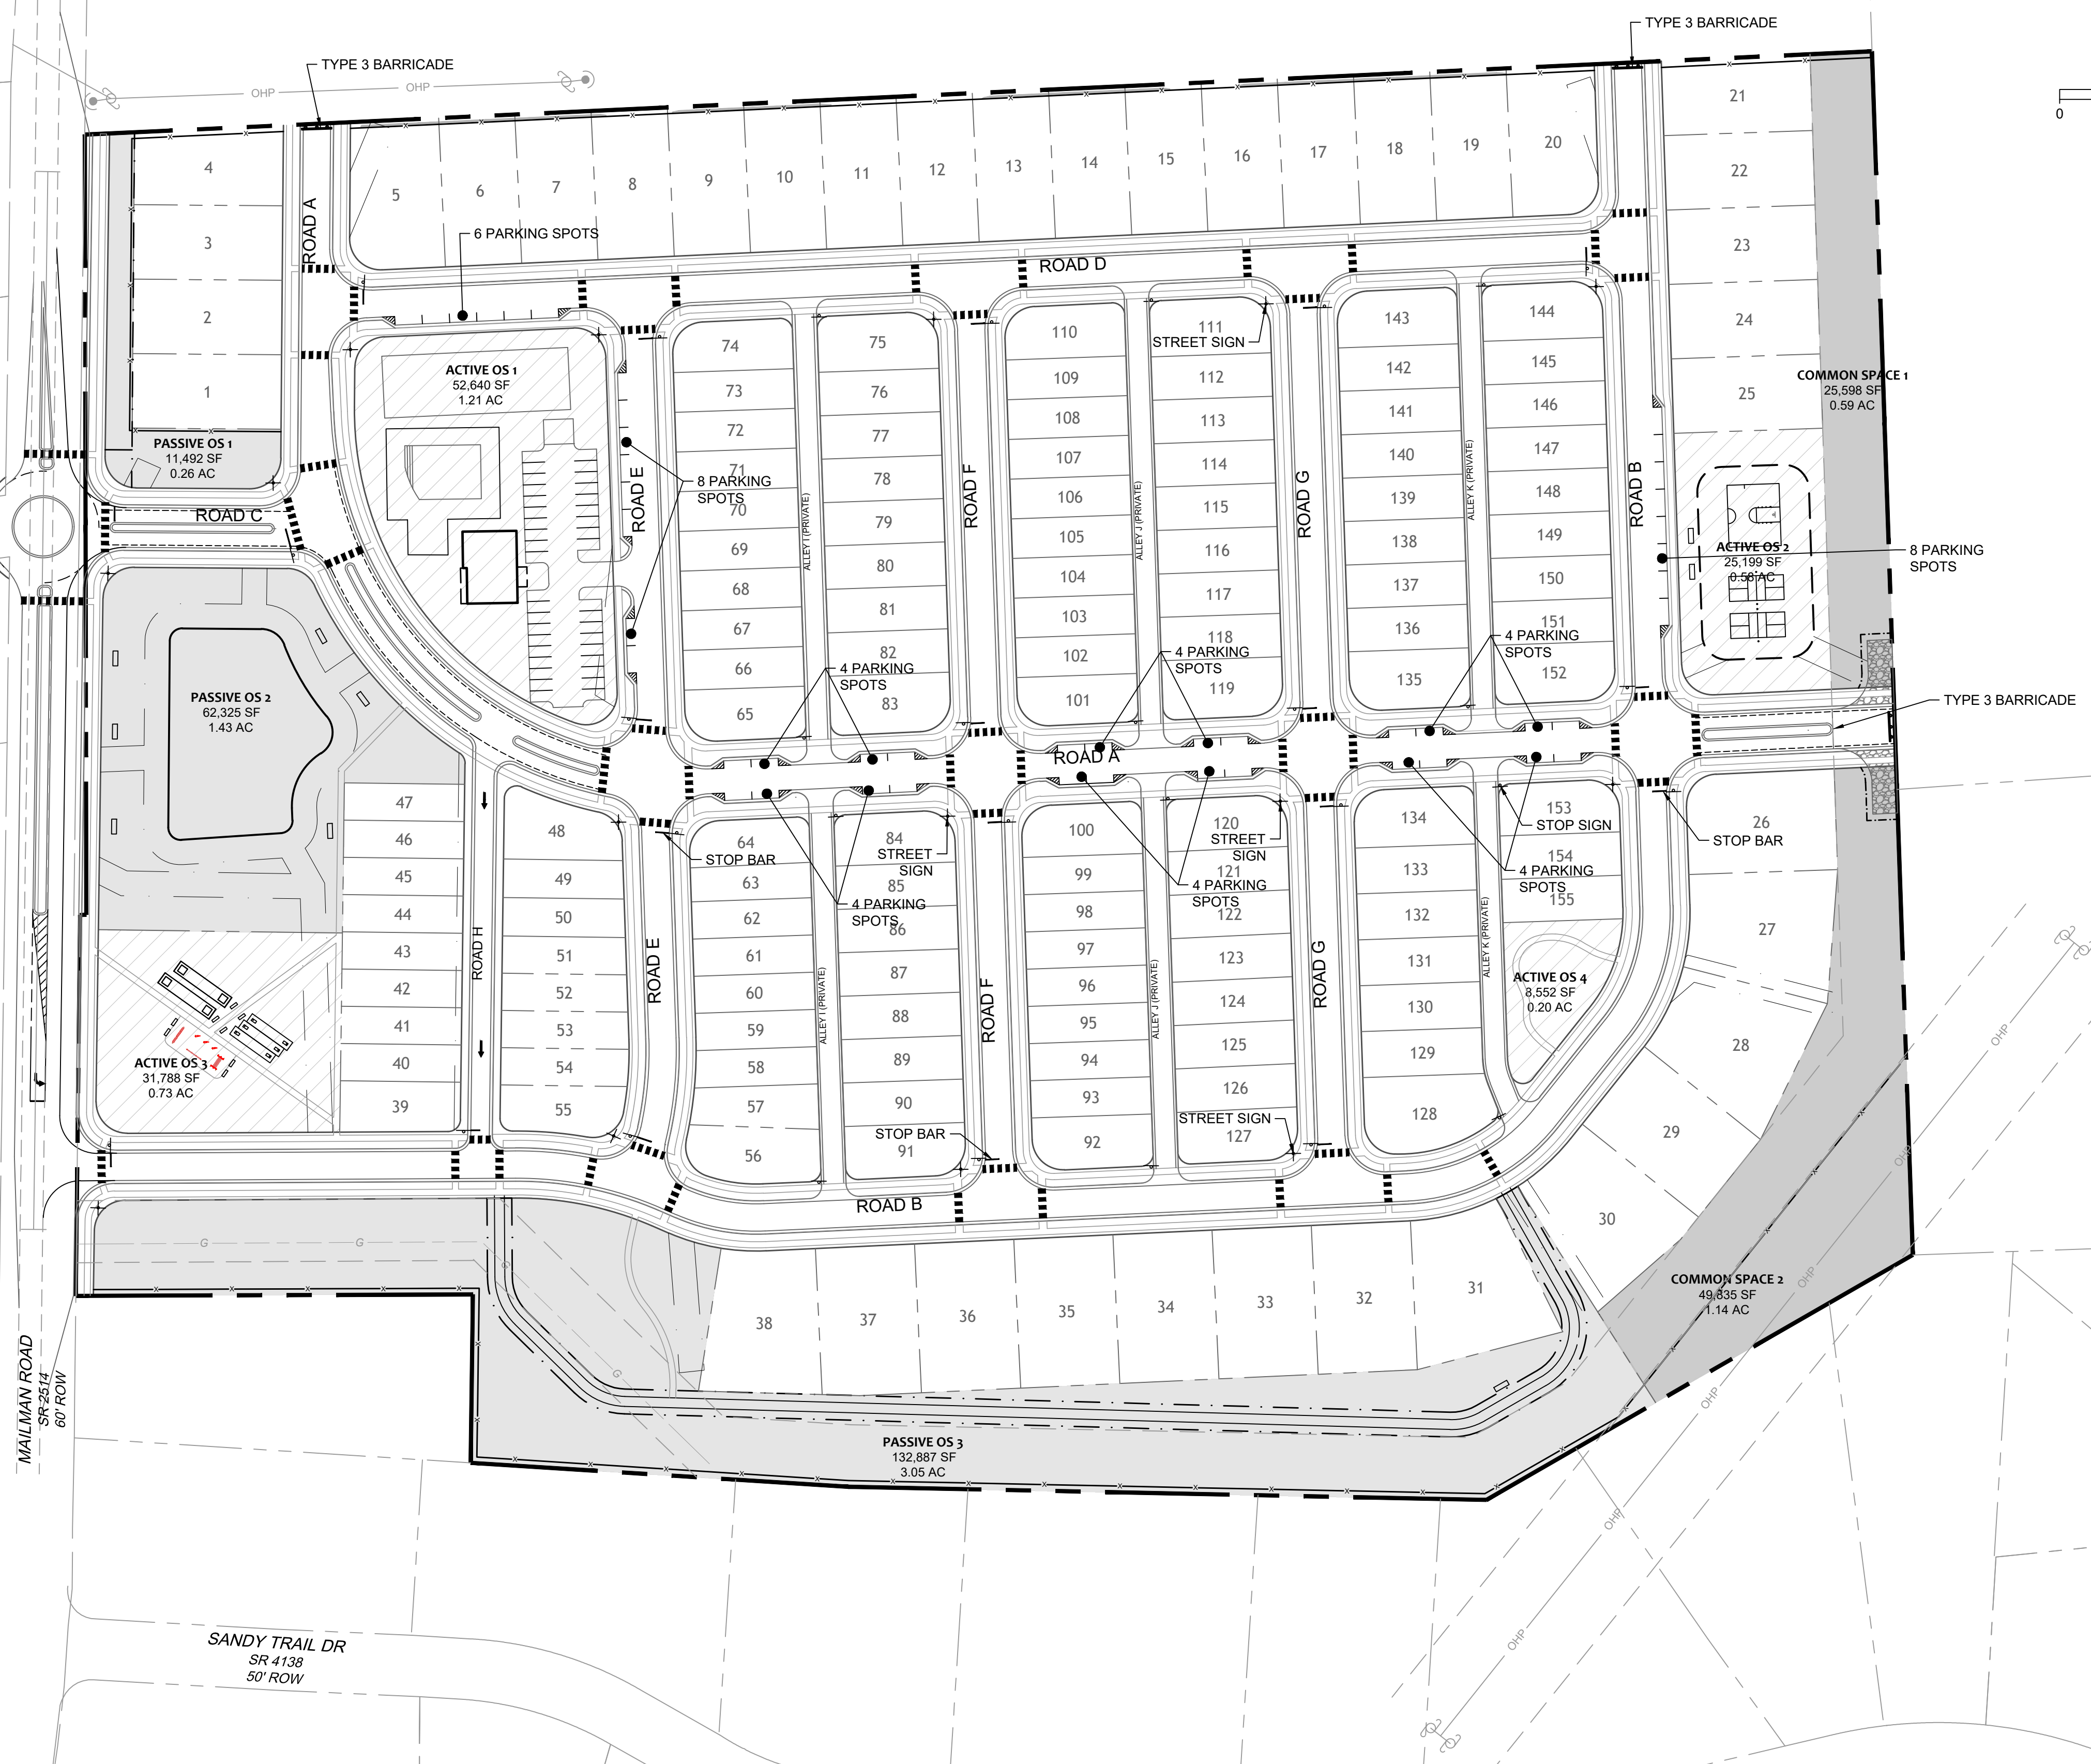 TYPE 3 BARRICADE
TYPE 3 BARRICADE
OHP
OHP
0
4
3
2
1
ROAD A
5
6
7
8
9
10
11
12
13
14
15
16
17
18
19
20
21
22
23
24
25
6 PARKING SPOTS
ROAD D
COMMON SPACE 1
25,598 SF
0.59 AC
ACTIVE OS 1
52,640 SF
1.21 AC
PASSIVE OS 1
11,492 SF
0.26 AC
ROAD C
ROAD E
8 PARKING
SPOTS
74
73
72
71
70
69
68
67
66
65
ALLEY I (PRIVATE)
75
76
77
78
79
80
81
82
83
4 PARKING
SPOTS
ROAD F
110
109
108
107
106
105
104
103
102
101
ALLEY J (PRIVATE)
111
STREET SIGN
112
113
114
115
116
117
118
119
4 PARKING
SPOTS
ROAD G
143
142
141
140
139
138
137
136
135
ALLEY K (PRIVATE)
144
145
146
147
148
149
150
151
152
4 PARKING
SPOTS
ROAD B
ACTIVE OS 2
25,199 SF
0.58 AC
8 PARKING
SPOTS
TYPE 3 BARRICADE
ROAD A
PASSIVE OS 2
62,325 SF
1.43 AC
47
46
45
44
43
42
41
40
39
ROAD H
48
49
50
51
52
53
54
55
ROAD E
STOP BAR
64
63
62
61
60
59
58
57
56
ALLEY I (PRIVATE)
84
STREET
SIGN
85
4 PARKING
SPOTS
86
87
88
89
90
91
STOP BAR
ROAD F
100
99
98
97
96
95
94
93
92
ALLEY J (PRIVATE)
120
STREET
SIGN
121
4 PARKING
SPOTS
122
123
124
125
126
STREET SIGN
127
ROAD G
134
133
132
131
130
129
128
ALLEY K (PRIVATE)
153
STOP SIGN
154
4 PARKING
SPOTS
155
ACTIVE OS 4
8,552 SF
0.20 AC
STOP BAR
26
27
28
29
30
OHP
OHP
OHP
OHP
OHP
OHP
ACTIVE OS 3
31,788 SF
0.73 AC
ROAD B
G
G
G
G
38
37
36
35
34
33
32
31
COMMON SPACE 2
49,835 SF
1.14 AC
PASSIVE OS 3
132,887 SF
3.05 AC
MAILMAN ROAD
SR 2514
60' ROW
SANDY TRAIL DR
SR 4138
50' ROW